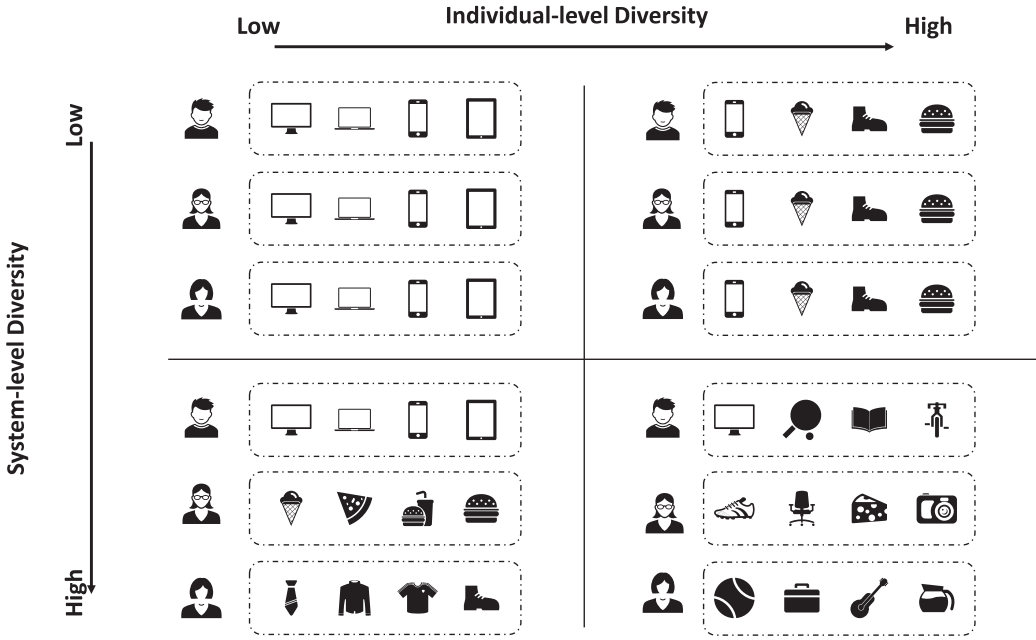 Individual-level Diversity
Low
High
Low
System-level Diversity
High